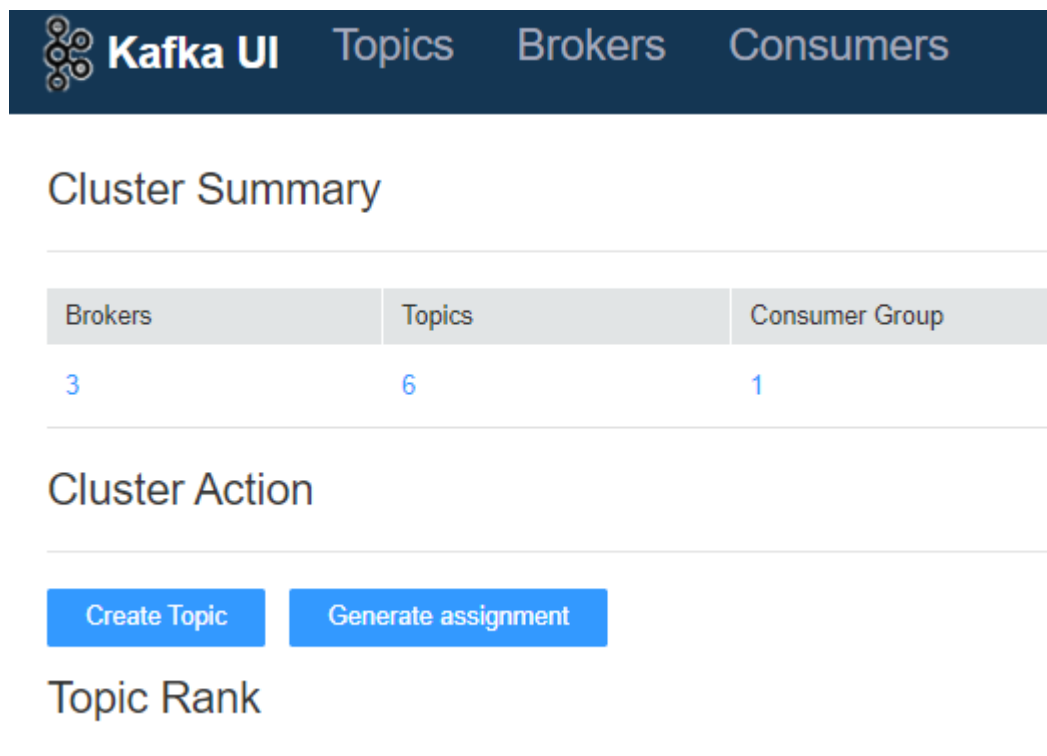 Kafka UI Topics Brokers Consumers
Cluster Summary
Brokers Topics Consumer Group
3 6 1
Cluster Action
Create Topic Generate assignment
Topic Rank